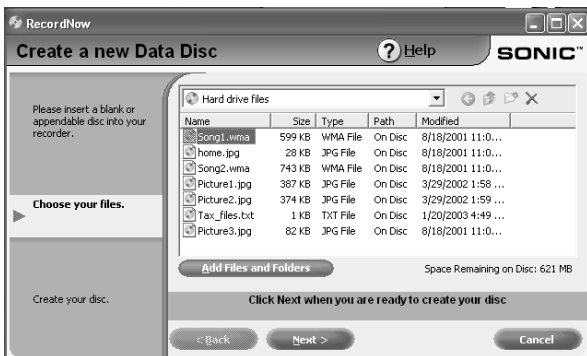 RecordNow
Create a new Data Disc
? Help
SONIC™
Please insert a blank or
appendable disc into your
recorder.
Choose your files.
Create your disc.
Hard drive files
Name Size Type Path Modified
Song1.wma 599 KB WMA File On Disc 8/18/2001 11:0...
home.jpg 28 KB JPG File On Disc 8/18/2001 11:0...
Song2.wma 743 KB WMA File On Disc 8/18/2001 11:0...
Picture1.jpg 387 KB JPG File On Disc 3/29/2002 1:58 ...
Picture2.jpg 374 KB JPG File On Disc 3/29/2002 1:59 ...
Tax_files.txt 1 KB TXT File On Disc 1/20/2003 4:49 ...
Picture3.jpg 82 KB JPG File On Disc 8/18/2001 11:0...
Add Files and Folders
Space Remaining on Disc: 621 MB
Click Next when you are ready to create your disc
< Back
Next >
Cancel